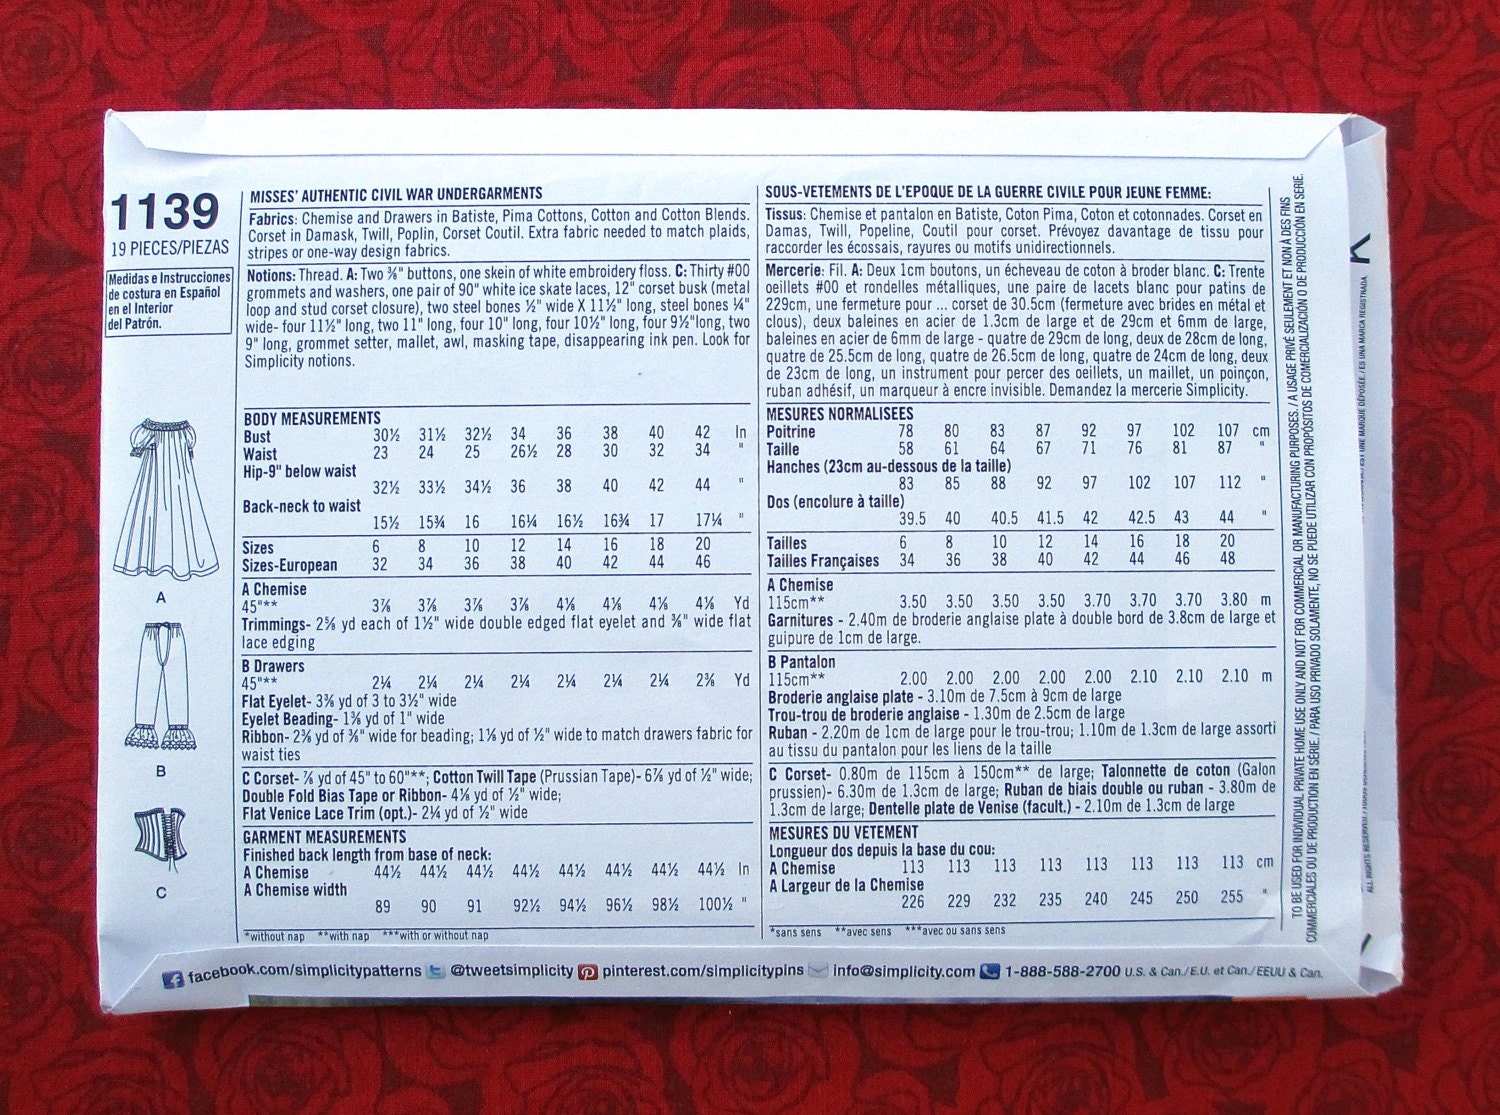 1139
19 PIECES/PIEZAS
Medidas e Instrucciones
de costura en Español
en el Interior
del Patrón.
A
B
C
MISSES' AUTHENTIC CIVIL WAR UNDERGARMENTS
Fabrics: Chemise and Drawers in Batiste, Pima Cottons, Cotton and Cotton Blends.
Corset in Damask, Twill, Poplin, Corset Coutil. Extra fabric needed to match plaids,
stripes or one-way design fabrics.
Notions: Thread. A: Two ⅜" buttons, one skein of white embroidery floss. C: Thirty #00
grommets and washers, one pair of 90" white ice skate laces, 12" corset busk (metal
loop and stud corset closure), two steel bones ½" wide X 11½" long, steel bones ¼"
wide- four 11½" long, two 11" long, four 10" long, four 10½" long, four 9½"long, two
9" long, grommet setter, mallet, awl, masking tape, disappearing ink pen. Look for
Simplicity notions.
BODY MEASUREMENTS
Bust 30½ 31½ 32½ 34 36 38 40 42 In
Waist 23 24 25 26½ 28 30 32 34 "
Hip-9" below waist
32½ 33½ 34½ 36 38 40 42 44 "
Back-neck to waist
15½ 15¾ 16 16¼ 16½ 16¾ 17 17¼ "
Sizes 6 8 10 12 14 16 18 20
Sizes-European 32 34 36 38 40 42 44 46
A Chemise
45"** 3⅞ 3⅞ 3⅞ 3⅞ 4⅛ 4⅛ 4⅛ 4⅛ Yd
Trimmings- 2⅝ yd each of 1½" wide double edged flat eyelet and ⅜" wide flat
lace edging
B Drawers
45"** 2¼ 2¼ 2¼ 2¼ 2¼ 2¼ 2¼ 2⅜ Yd
Flat Eyelet- 3⅜ yd of 3 to 3½" wide
Eyelet Beading- 1⅜ yd of 1" wide
Ribbon- 2⅜ yd of ⅜" wide for beading; 1⅛ yd of ½" wide to match drawers fabric for
waist ties
C Corset- ⅞ yd of 45" to 60"**; Cotton Twill Tape (Prussian Tape)- 6⅞ yd of ½" wide;
Double Fold Bias Tape or Ribbon- 4⅛ yd of ½" wide;
Flat Venice Lace Trim (opt.)- 2¼ yd of ½" wide
GARMENT MEASUREMENTS
Finished back length from base of neck:
A Chemise 44½ 44½ 44½ 44½ 44½ 44½ 44½ 44½ In
A Chemise width
89 90 91 92½ 94½ 96½ 98½ 100½ "
*without nap **with nap ***with or without nap
SOUS-VETEMENTS DE L'EPOQUE DE LA GUERRE CIVILE POUR JEUNE FEMME:
Tissus: Chemise et pantalon en Batiste, Coton Pima, Coton et cotonnades. Corset en
Damas, Twill, Popeline, Coutil pour corset. Prévoyez davantage de tissu pour
raccorder les écossais, rayures ou motifs unidirectionnels.
Mercerie: Fil. A: Deux 1cm boutons, un écheveau de coton à broder blanc. C: Trente
oeillets #00 et rondelles métalliques, une paire de lacets blanc pour patins de
229cm, une fermeture pour ... corset de 30.5cm (fermeture avec brides en métal et
clous), deux baleines en acier de 1.3cm de large et de 29cm et 6mm de large,
baleines en acier de 6mm de large - quatre de 29cm de long, deux de 28cm de long,
quatre de 25.5cm de long, quatre de 26.5cm de long, quatre de 24cm de long, deux
de 23cm de long, un instrument pour percer des oeillets, un maillet, un poinçon,
ruban adhésif, un marqueur à encre invisible. Demandez la mercerie Simplicity.
MESURES NORMALISEES
Poitrine 78 80 83 87 92 97 102 107 cm
Taille 58 61 64 67 71 76 81 87 "
Hanches (23cm au-dessous de la taille)
83 85 88 92 97 102 107 112 "
Dos (encolure à taille)
39.5 40 40.5 41.5 42 42.5 43 44 "
Tailles 6 8 10 12 14 16 18 20
Tailles Françaises 34 36 38 40 42 44 46 48
A Chemise
115cm** 3.50 3.50 3.50 3.50 3.70 3.70 3.70 3.80 m
Garnitures - 2.40m de broderie anglaise plate à double bord de 3.8cm de large et
guipure de 1cm de large.
B Pantalon
115cm** 2.00 2.00 2.00 2.00 2.00 2.10 2.10 2.10 m
Broderie anglaise plate - 3.10m de 7.5cm à 9cm de large
Trou-trou de broderie anglaise - 1.30m de 2.5cm de large
Ruban - 2.20m de 1cm de large pour le trou-trou; 1.10m de 1.3cm de large assorti
au tissu du pantalon pour les liens de la taille
C Corset- 0.80m de 115cm à 150cm** de large; Talonnette de coton (Galon
prussien)- 6.30m de 1.3cm de large; Ruban de biais double ou ruban - 3.80m de
1.3cm de large; Dentelle plate de Venise (facult.) - 2.10m de 1.3cm de large
MESURES DU VETEMENT
Longueur dos depuis la base du cou:
A Chemise 113 113 113 113 113 113 113 113 cm
A Largeur de la Chemise
226 229 232 235 240 245 250 255 "
*sans sens **avec sens ***avec ou sans sens
TO BE USED FOR INDIVIDUAL PRIVATE HOME USE ONLY AND NOT FOR COMMERCIAL OR MANUFACTURING PURPOSES. / A USAGE PRIVÉ SEULEMENT ET NON À DES FINS
COMMERCIALES OU DE PRODUCTION EN SÉRIE. / PARA USO PRIVADO SOLAMENTE, NO SE PUEDE UTILIZAR CON PROPÓSITOS DE COMERCIALIZACIÓN O DE PRODUCCIÓN EN SERIE.
facebook.com/simplicitypatterns @tweetsimplicity pinterest.com/simplicitypins info@simplicity.com 1-888-588-2700 U.S. & Can./E.U. et Can./EEUU & Can.